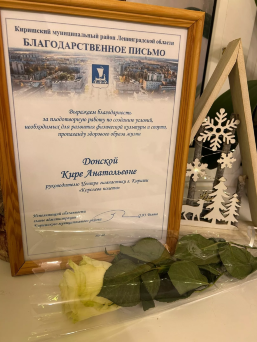 Киришский муниципальный район Ленинградской области
БЛАГОДАРСТВЕННОЕ ПИСЬМО
Выражаем благодарность
за плодотворную работу по созданию условий,
необходимых для развития физической культуры и спорта,
пропаганду здорового образа жизни
Донской
Кире Анатольевне
руководителю Центра гимнастики г. Кириши